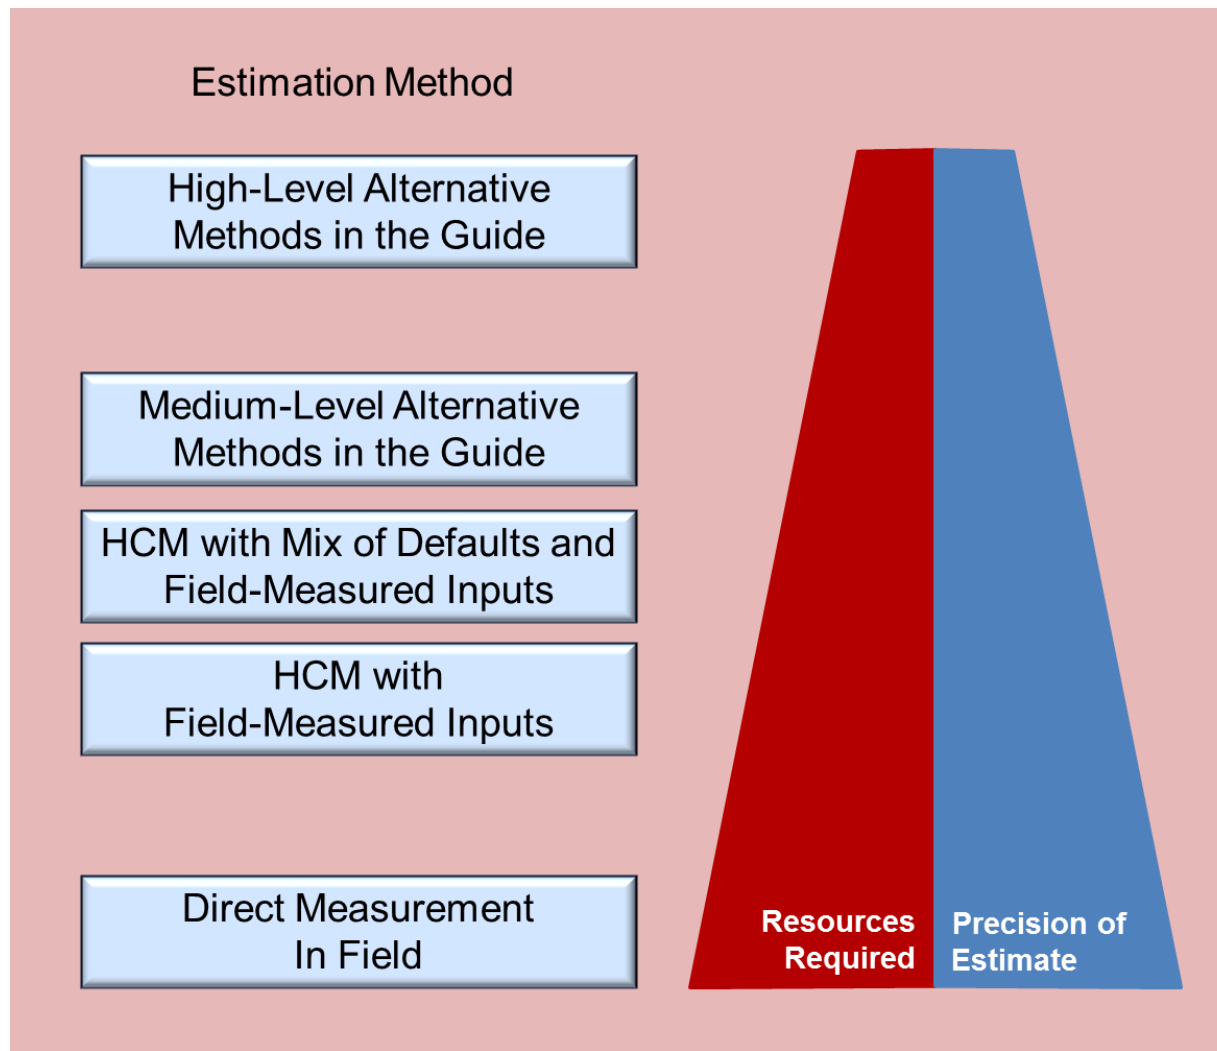 Estimation Method
High-Level Alternative
Methods in the Guide
Medium-Level Alternative
Methods in the Guide
HCM with Mix of Defaults and
Field-Measured Inputs
HCM with
Field-Measured Inputs
Direct Measurement
In Field
Resources
Required
Precision of
Estimate